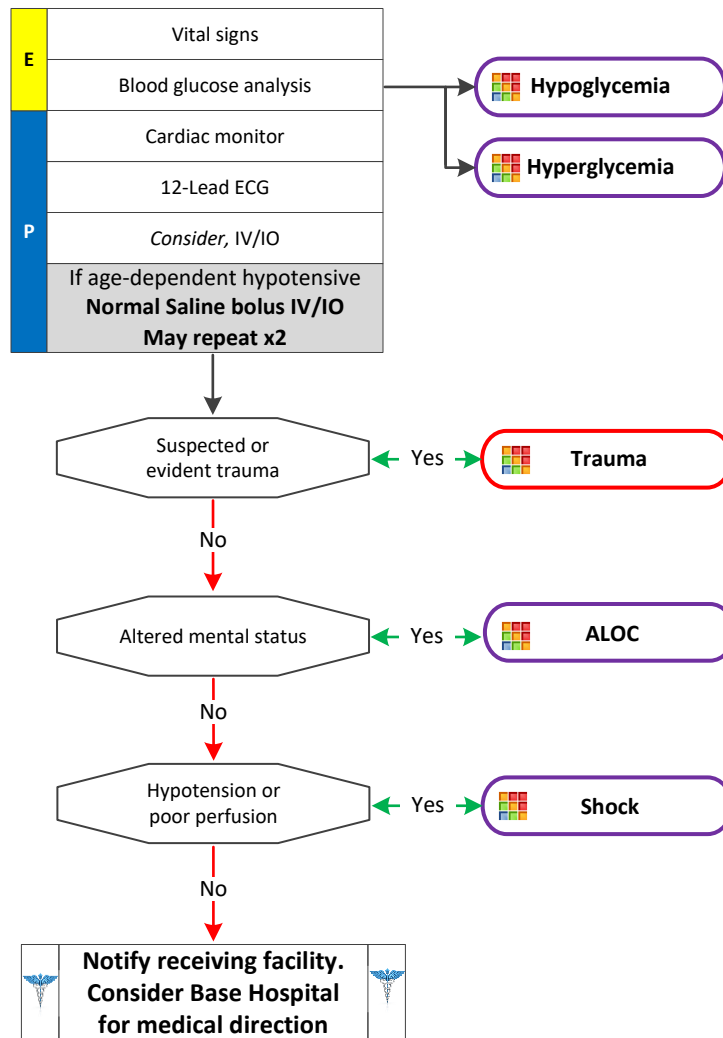 E
Vital signs
Blood glucose analysis
Hypoglycemia
Hyperglycemia
P
Cardiac monitor
12-Lead ECG
Consider, IV/IO
If age-dependent hypotensive
Normal Saline bolus IV/IO
May repeat x2
Suspected or
evident trauma
Yes
Trauma
No
Altered mental status
Yes
ALOC
No
Hypotension or
poor perfusion
Yes
Shock
No
Notify receiving facility.
Consider Base Hospital
for medical direction